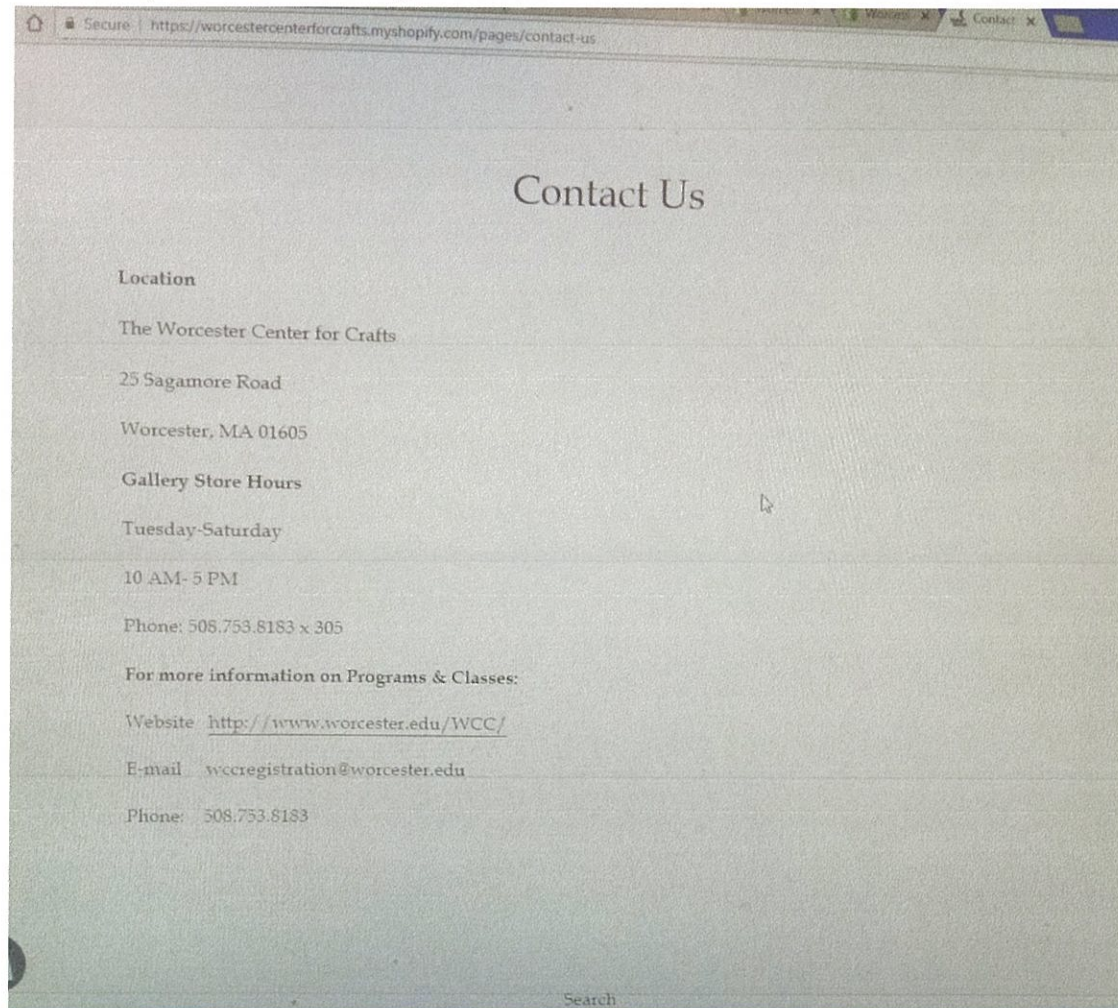 Contact
Secure https://worcestercenterforcrafts.myshopify.com/pages/contact-us
Contact Us
Location
The Worcester Center for Crafts
25 Sagamore Road
Worcester, MA 01605
Gallery Store Hours
Tuesday-Saturday
10 AM- 5 PM
Phone: 508.753.8183 x 305
For more information on Programs & Classes:
Website http://www.worcester.edu/WCC/
E-mail wccregistration@worcester.edu
Phone: 508.753.8183
Search